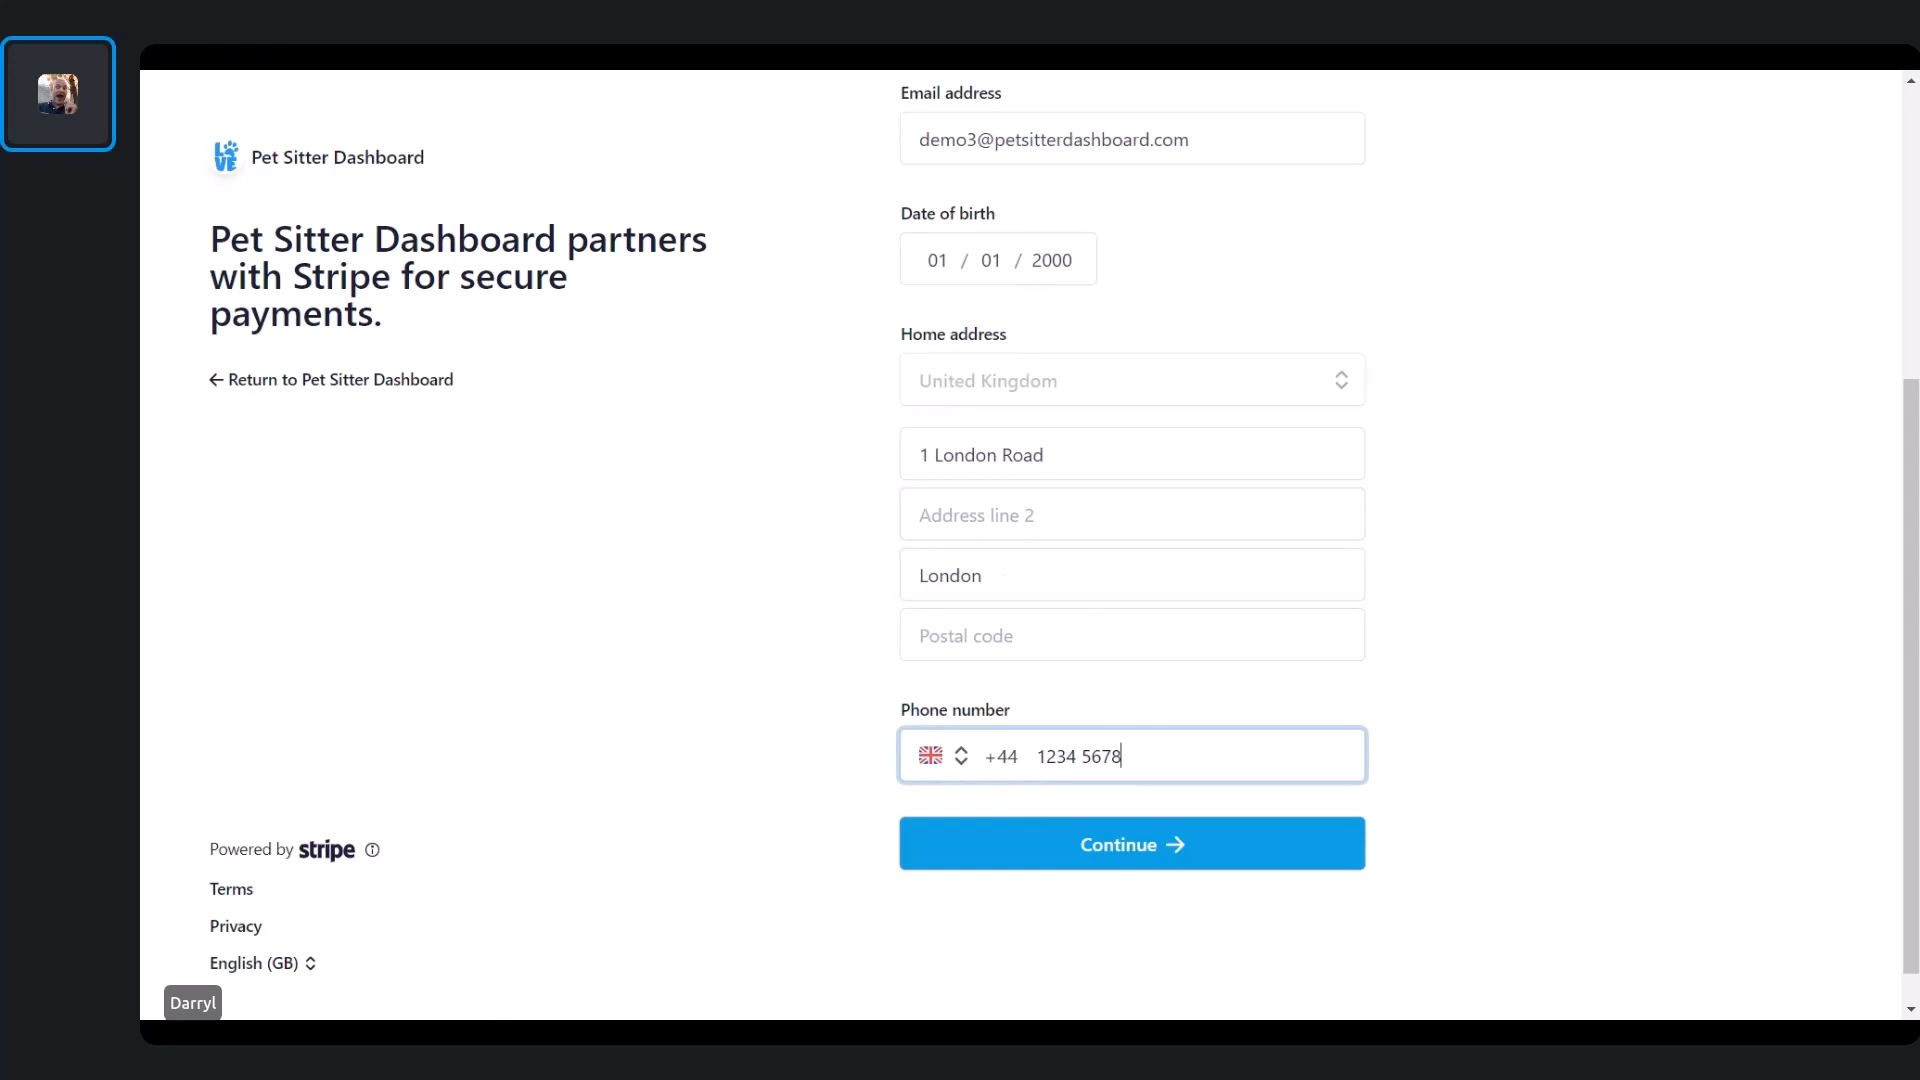 LOVE
Pet Sitter Dashboard
Pet Sitter Dashboard partners
with Stripe for secure
payments.
← Return to Pet Sitter Dashboard
Email address
demo3@petsitterdashboard.com
Date of birth
01 / 01 / 2000
Home address
United Kingdom
1 London Road
Address line 2
London
Postal code
Phone number
+44 1234 5678
Continue →
Powered by stripe
Terms
Privacy
English (GB)
Darryl